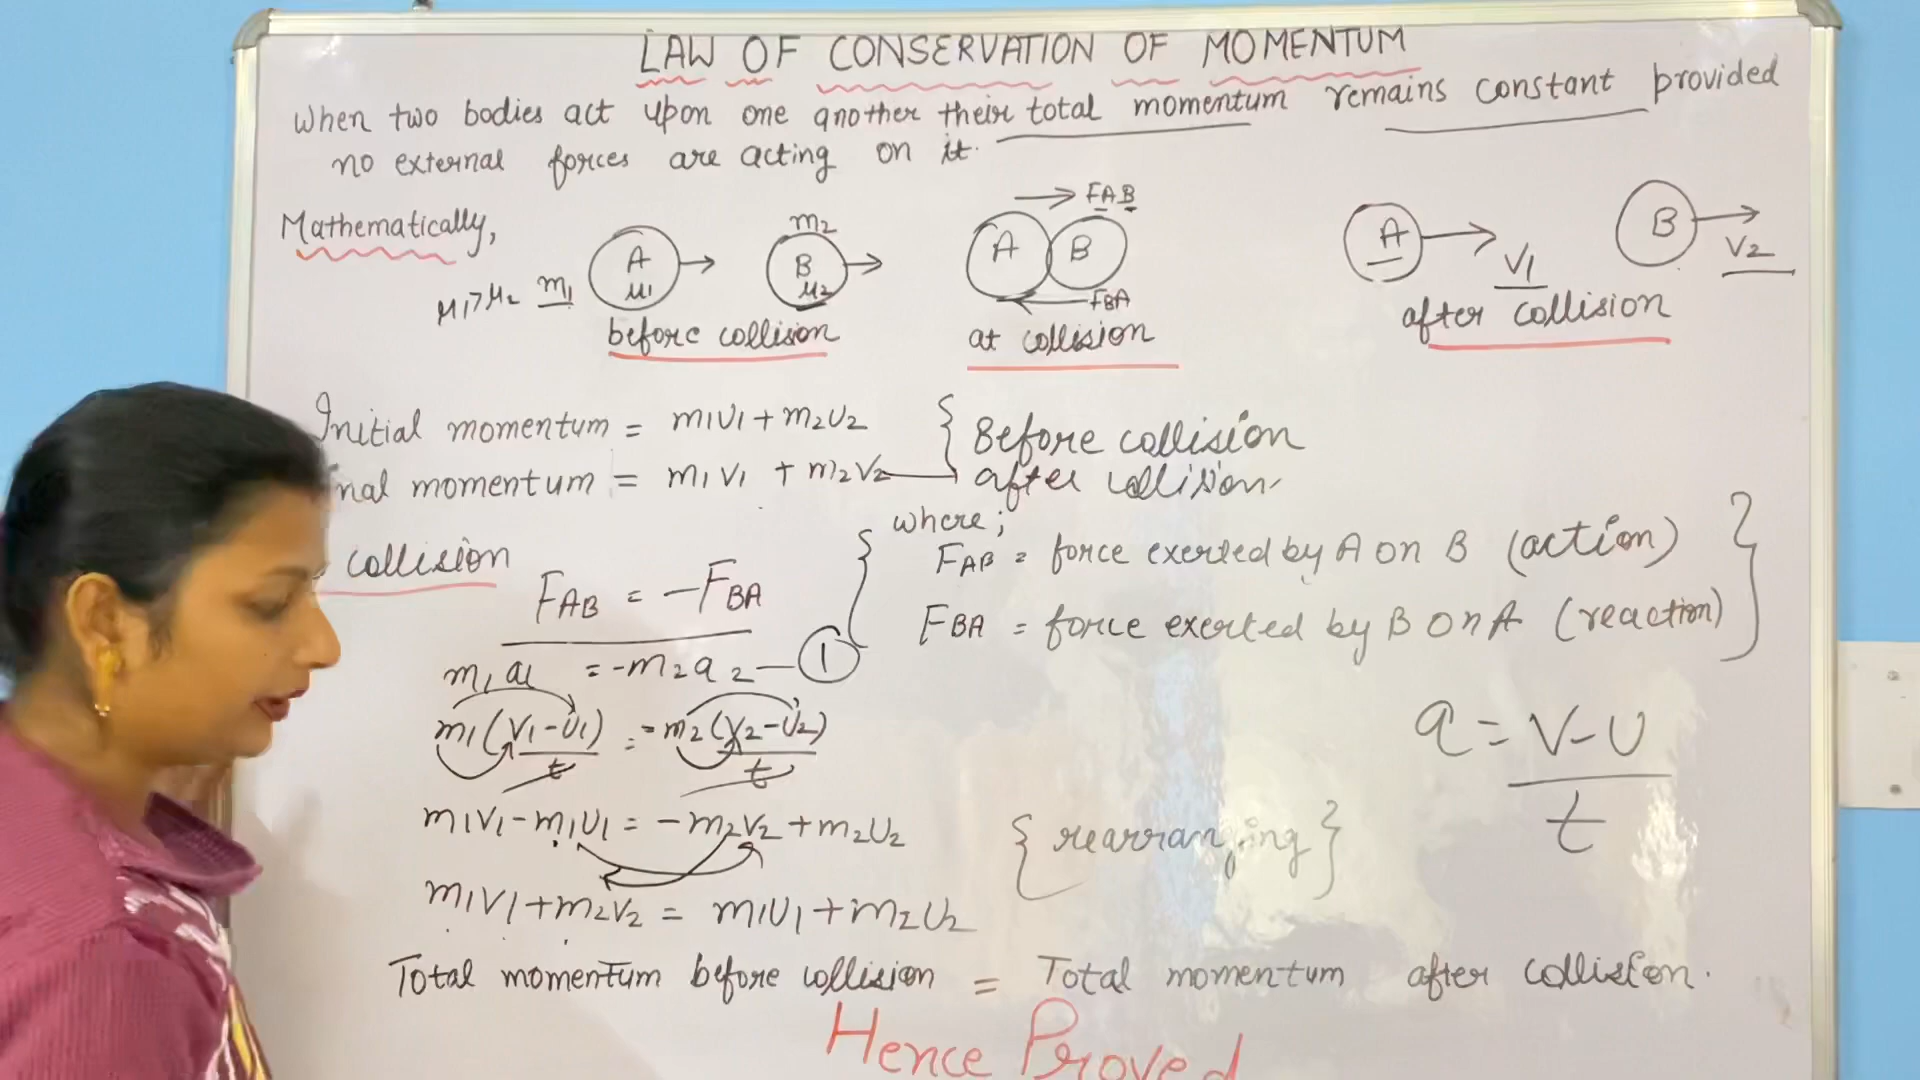 LAW OF CONSERVATION OF MOMENTUM
When two bodies act upon one another their total momentum remains constant provided
no external forces are acting on it.
Mathematically,
μ1>μ2 m1
A
μ1
m2
B
μ2
before collision
FAB
A B
FBA
at collision
A
V1
B
V2
after collision
Initial momentum = m1U1 + m2U2 { Before collision
nal momentum = m1V1 + m2V2 — after collision.
collision
where;
FAB = -FBA
FAB = force exerted by A on B (action)
FBA = force exerted by B on A (reaction)
m1a1 = -m2a2 — 1
m1(V1-U1)/t = -m2(V2-U2)/t
a = V-U/t
m1V1 - m1U1 = -m2V2 + m2U2
{rearranging}
m1V1 + m2V2 = m1U1 + m2U2
Total momentum before collision = Total momentum after collision.
Hence Proved